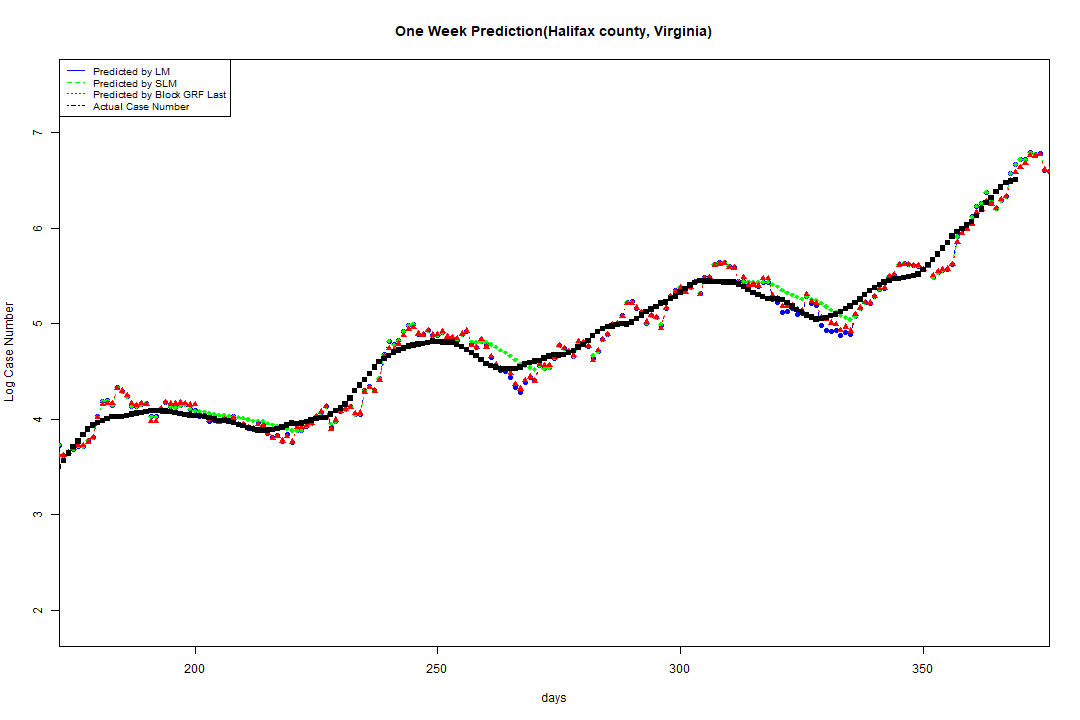 One Week Prediction(Halifax county, Virginia)
Predicted by LM
Predicted by SLM
Predicted by Block GRF Last
Actual Case Number
Log Case Number
7
6
5
4
3
2
200 250 300 350
days